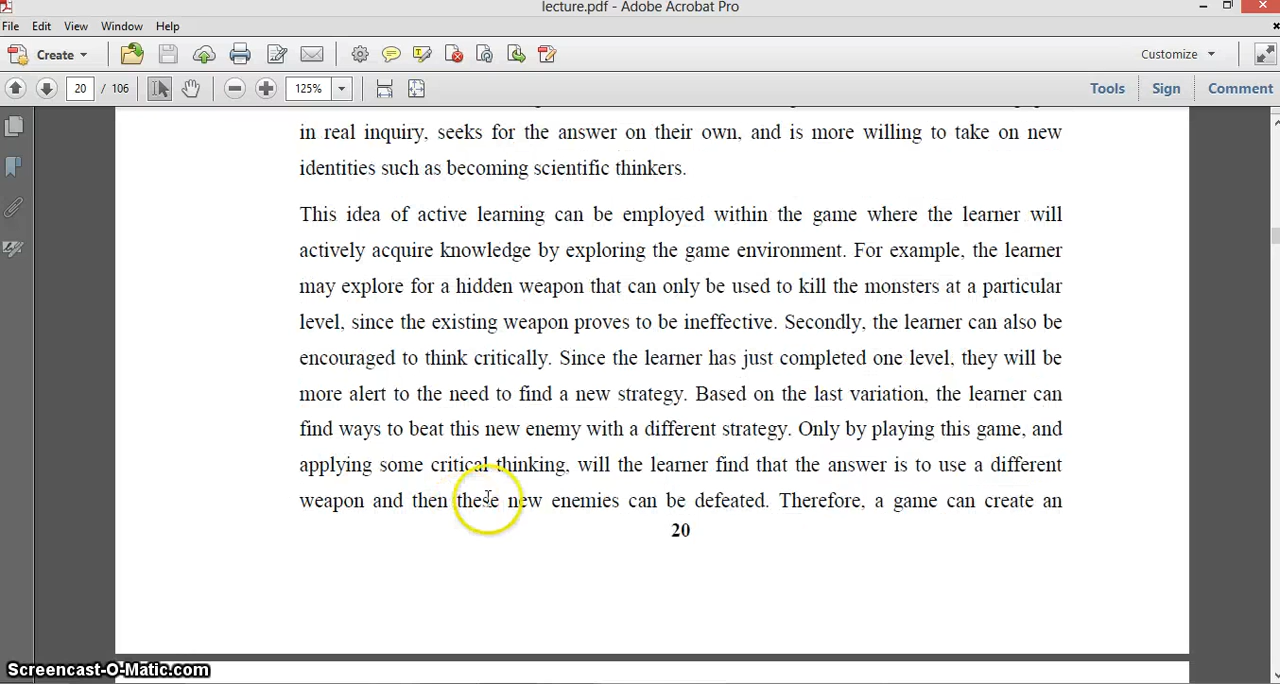 lecture.pdf - Adobe Acrobat Pro
File Edit View Window Help
Create Customize
20 / 106 125% Tools Sign Comment
in real inquiry, seeks for the answer on their own, and is more willing to take on new
identities such as becoming scientific thinkers.
This idea of active learning can be employed within the game where the learner will
actively acquire knowledge by exploring the game environment. For example, the learner
may explore for a hidden weapon that can only be used to kill the monsters at a particular
level, since the existing weapon proves to be ineffective. Secondly, the learner can also be
encouraged to think critically. Since the learner has just completed one level, they will be
more alert to the need to find a new strategy. Based on the last variation, the learner can
find ways to beat this new enemy with a different strategy. Only by playing this game, and
applying some critical thinking, will the learner find that the answer is to use a different
weapon and then these new enemies can be defeated. Therefore, a game can create an
20
Screencast-O-Matic.com